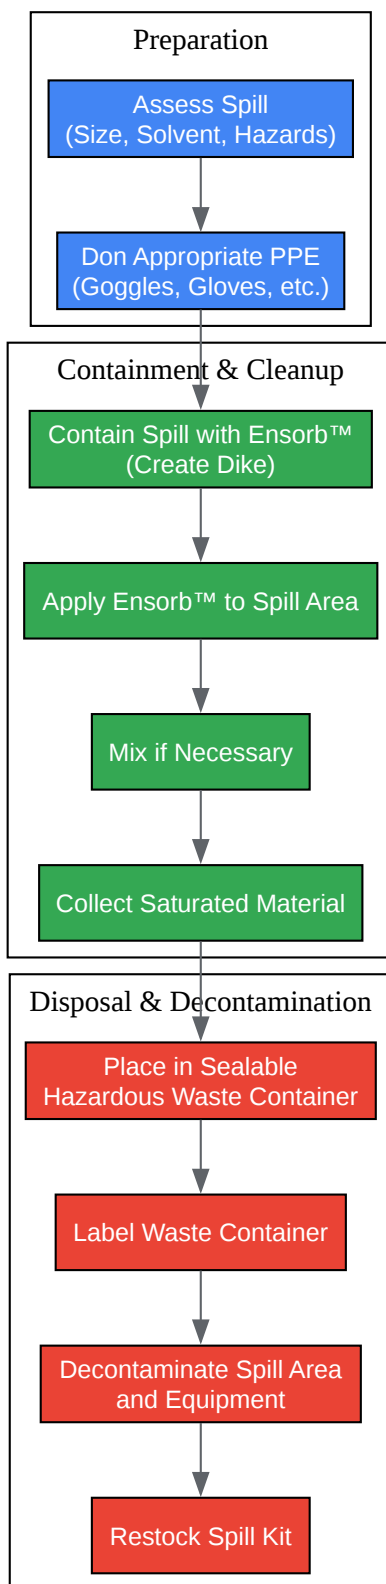 Preparation
Assess Spill
(Size, Solvent, Hazards)
Don Appropriate PPE
(Goggles, Gloves, etc.)
Containment & Cleanup
Contain Spill with Ensorb™
(Create Dike)
Apply Ensorb™ to Spill Area
Mix if Necessary
Collect Saturated Material
Disposal & Decontamination
Place in Sealable
Hazardous Waste Container
Label Waste Container
Decontaminate Spill Area
and Equipment
Restock Spill Kit